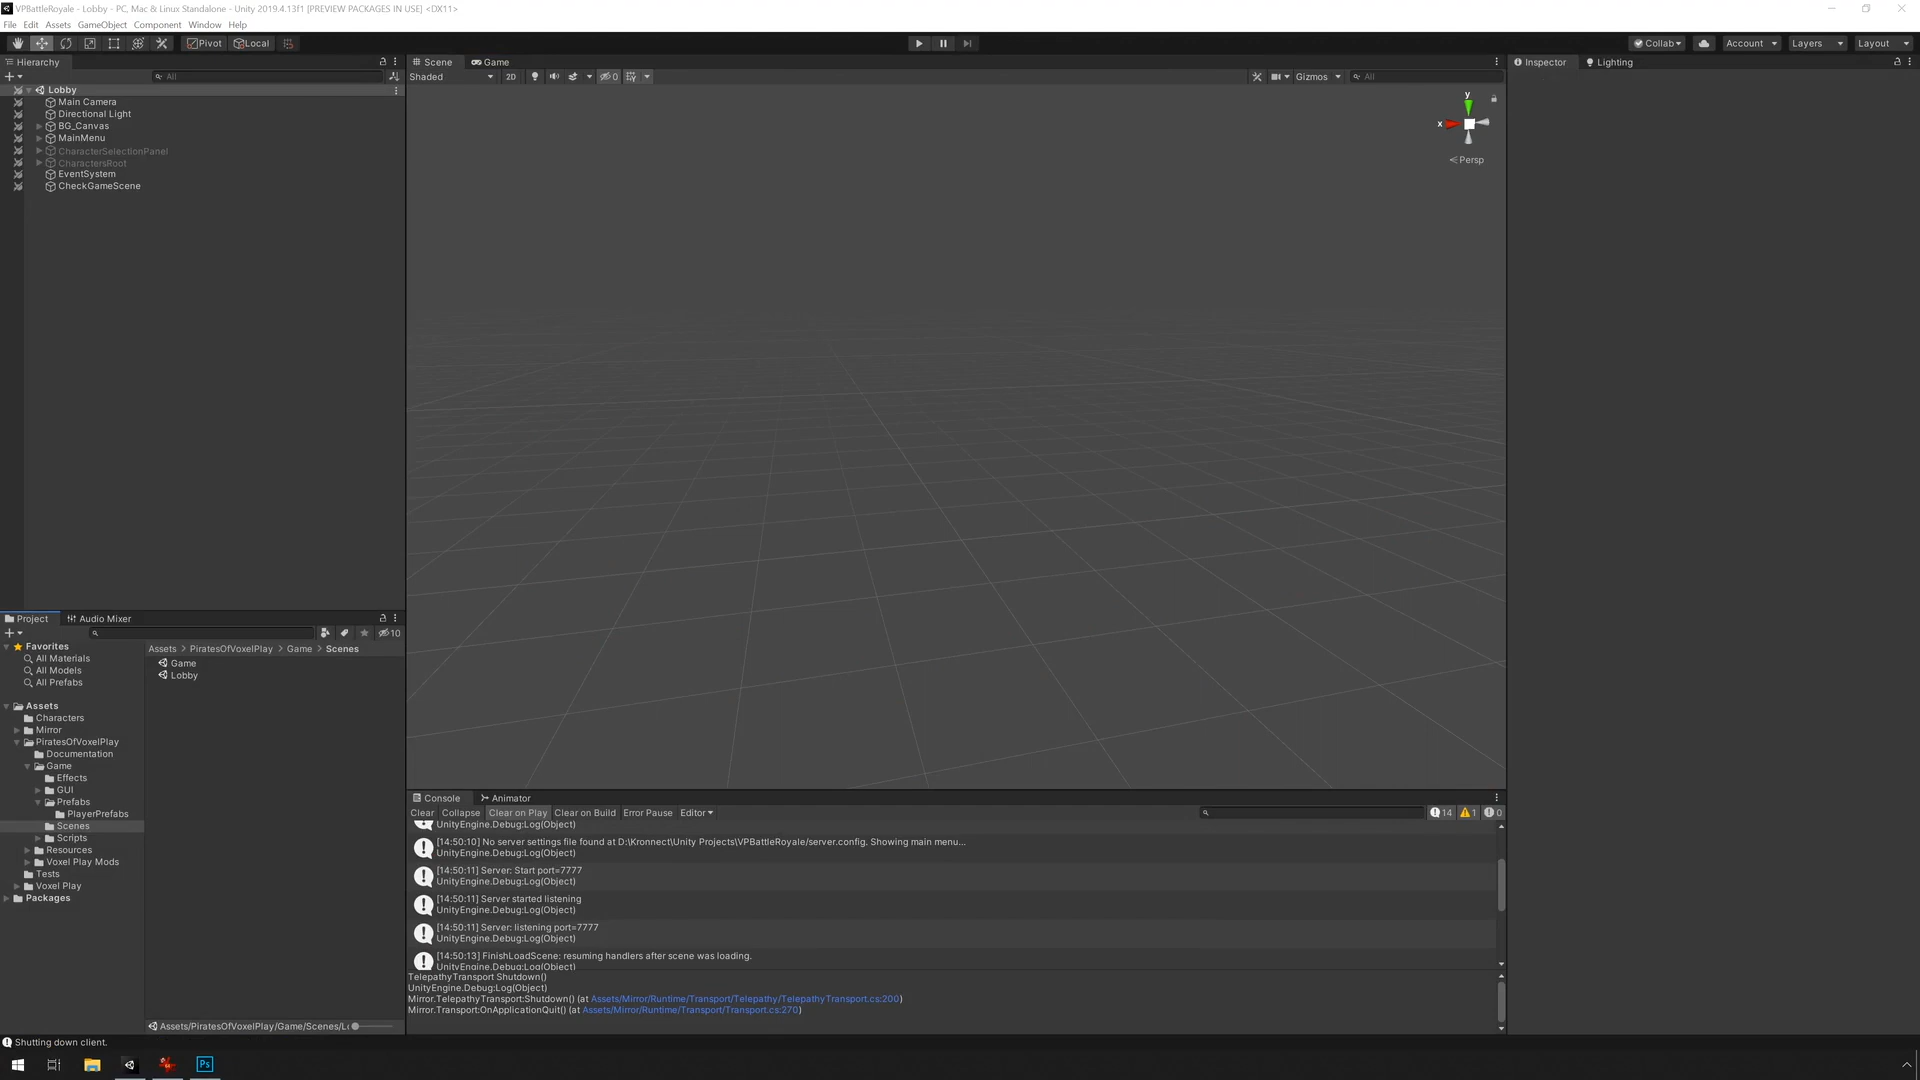 VPBattleRoyale - Lobby - PC, Mac & Linux Standalone - Unity 2019.4.13f1 [PREVIEW PACKAGES IN USE] <DX11>
File Edit Assets GameObject Component Window Help
Pivot Local Collab Account Layers Layout
Hierarchy
All
Lobby
Main Camera
Directional Light
BG_Canvas
MainMenu
CharacterSelectionPanel
CharactersRoot
EventSystem
CheckGameScene
Scene Game
Shaded 2D 0 Gizmos All
y
x
Persp
Inspector Lighting
Project Audio Mixer
10
Favorites
All Materials
All Models
All Prefabs
Assets
Characters
Mirror
PiratesOfVoxelPlay
Documentation
Game
Effects
GUI
Prefabs
PlayerPrefabs
Scenes
Scripts
Resources
Voxel Play Mods
Tests
Voxel Play
Packages
Assets > PiratesOfVoxelPlay > Game > Scenes
Game
Lobby
Assets/PiratesOfVoxelPlay/Game/Scenes/Lo
Console Animator
Clear Collapse Clear on Play Clear on Build Error Pause Editor 14 1 0
UnityEngine.Debug:Log(Object)
[14:50:10] No server settings file found at D:\Kronnect\Unity Projects\VPBattleRoyale/server.config. Showing main menu...
UnityEngine.Debug:Log(Object)
[14:50:11] Server: Start port=7777
UnityEngine.Debug:Log(Object)
[14:50:11] Server started listening
UnityEngine.Debug:Log(Object)
[14:50:11] Server: listening port=7777
UnityEngine.Debug:Log(Object)
[14:50:13] FinishLoadScene: resuming handlers after scene was loading.
UnityEngine.Debug:Log(Object)
TelepathyTransport Shutdown()
UnityEngine.Debug:Log(Object)
Mirror.TelepathyTransport:Shutdown() (at Assets/Mirror/Runtime/Transport/Telepathy/TelepathyTransport.cs:200)
Mirror.Transport:OnApplicationQuit() (at Assets/Mirror/Runtime/Transport/Transport.cs:270)
Shutting down client.
Ps